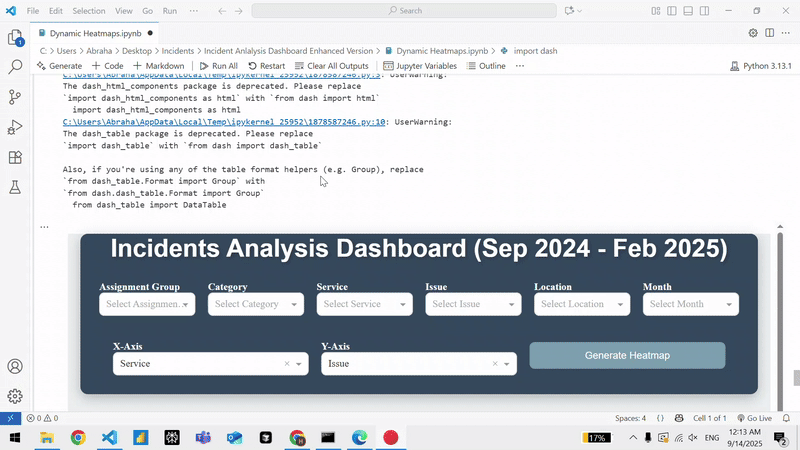 File Edit Selection View Go Run ... Search
Dynamic Heatmaps.ipynb
C: > Users > Abraha > Desktop > Incidents > Incident Anlalysis Dashboard Enhanced Version > Dynamic Heatmaps.ipynb > import dash
Generate + Code + Markdown Run All Restart Clear All Outputs Jupyter Variables Outline ... Python 3.13.1
C:\Users\Abraha\AppData\Local\Temp\ipykernel_25952\1878587246.py:5: UserWarning:
The dash_html_components package is deprecated. Please replace
`import dash_html_components as html` with `from dash import html`
import dash_html_components as html
C:\Users\Abraha\AppData\Local\Temp\ipykernel_25952\1878587246.py:10: UserWarning:
The dash_table package is deprecated. Please replace
`import dash_table` with `from dash import dash_table`
Also, if you're using any of the table format helpers (e.g. Group), replace
`from dash_table.Format import Group` with
`from dash.dash_table.Format import Group`
from dash_table import DataTable
...
Incidents Analysis Dashboard (Sep 2024 - Feb 2025)
Assignment Group Category Service Issue Location Month
Select Assignmen... Select Category Select Service Select Issue Select Location Select Month
X-Axis Y-Axis
Service × Issue × Generate Heatmap
0 0 Spaces: 4 {} Cell 1 of 1 Go Live
17% ENG 12:13 AM
9/14/2025 2